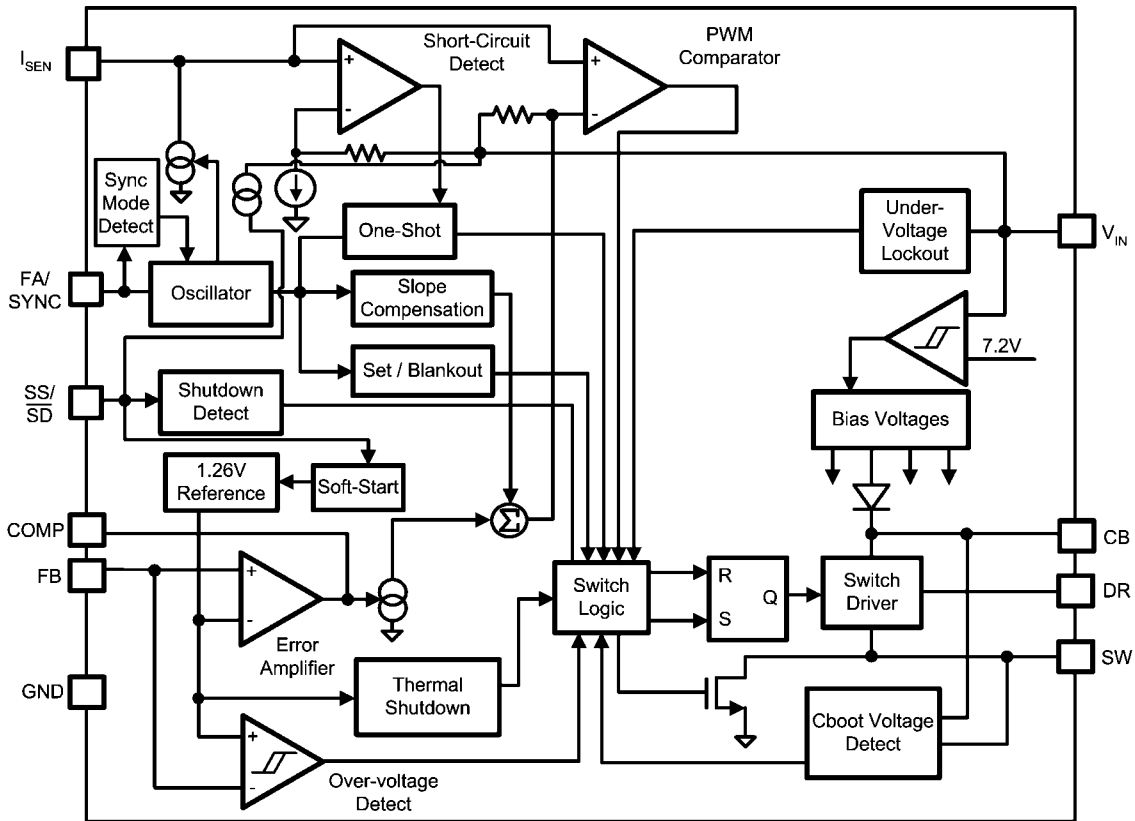 I_SEN
Short-Circuit
Detect
PWM
Comparator
+
-
+
-
Sync
Mode
Detect
One-Shot
Under-
Voltage
Lockout
V_IN
FA/
SYNC
Oscillator
Slope
Compensation
7.2V
Set / Blankout
SS/
SD
Shutdown
Detect
Bias Voltages
1.26V
Reference
Soft-Start
Σ
COMP
CB
FB
+
-
Error
Amplifier
Switch
Logic
R
S
Q
Switch
Driver
DR
SW
GND
Thermal
Shutdown
Cboot Voltage
Detect
+
-
Over-voltage
Detect